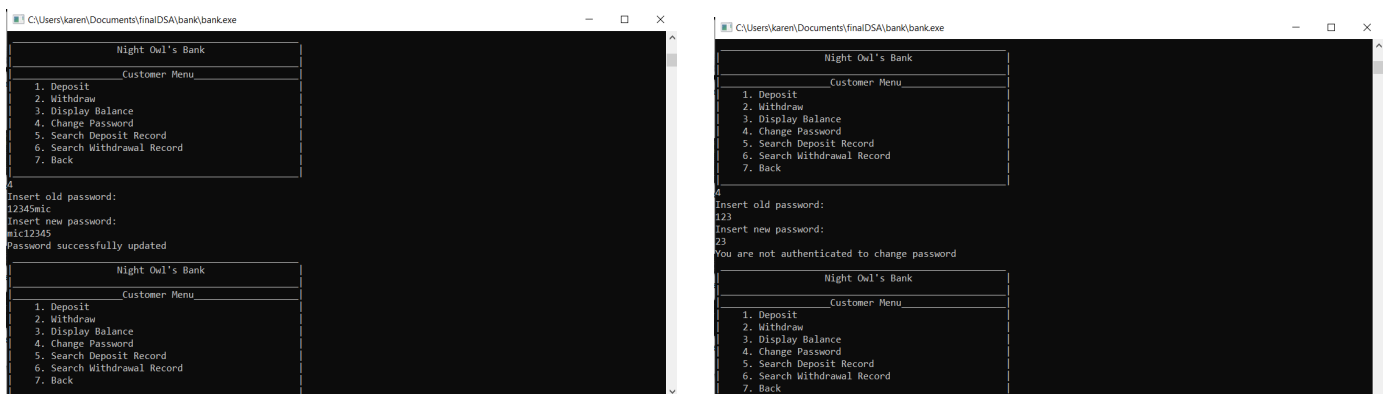 C:\Users\karen\Documents\finalDSA\bank\bank.exe
Night Owl's Bank
Customer Menu
1. Deposit
2. Withdraw
3. Display Balance
4. Change Password
5. Search Deposit Record
6. Search Withdrawal Record
7. Back
4
Insert old password:
12345mic
Insert new password:
mic12345
Password successfully updated
Night Owl's Bank
Customer Menu
1. Deposit
2. Withdraw
3. Display Balance
4. Change Password
5. Search Deposit Record
6. Search Withdrawal Record
7. Back
C:\Users\karen\Documents\finalDSA\bank\bank.exe
Night Owl's Bank
Customer Menu
1. Deposit
2. Withdraw
3. Display Balance
4. Change Password
5. Search Deposit Record
6. Search Withdrawal Record
7. Back
4
Insert old password:
123
Insert new password:
23
You are not authenticated to change password
Night Owl's Bank
Customer Menu
1. Deposit
2. Withdraw
3. Display Balance
4. Change Password
5. Search Deposit Record
6. Search Withdrawal Record
7. Back